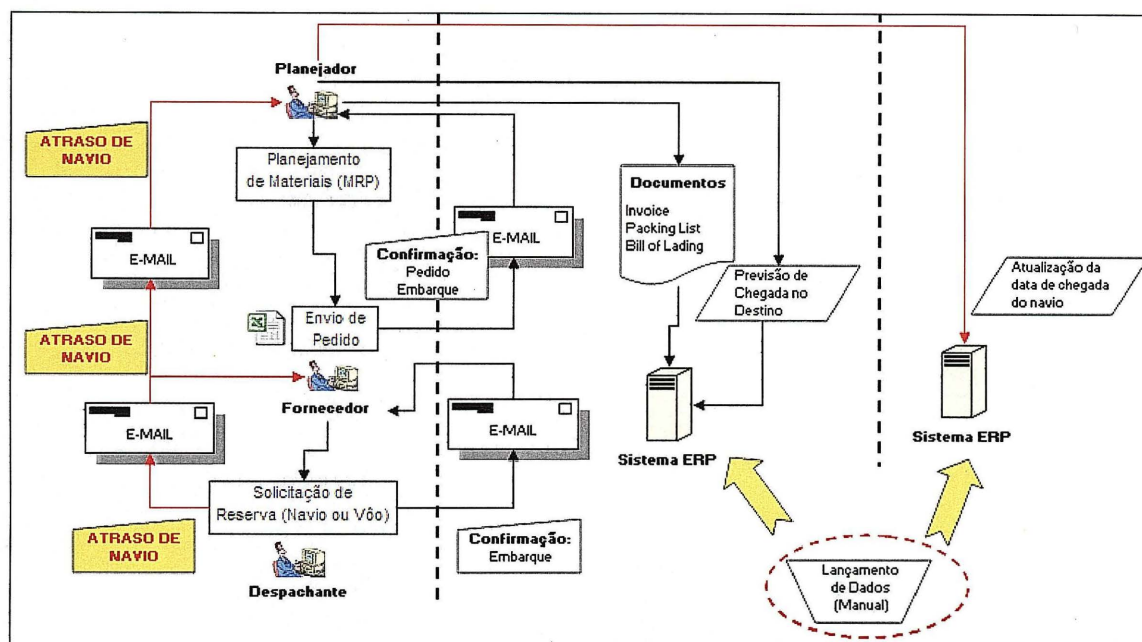 Planejador
ATRASO DE
NAVIO
Planejamento
de Materiais (MRP)
E-MAIL
Confirmação:
Pedido
Embarque
E-MAIL
Documentos
Invoice
Packing List
Bill of Lading
Previsão de
Chegada no
Destino
Atualização da
data de chegada
do navio
Envio de
Pedido
ATRASO DE
NAVIO
Fornecedor
E-MAIL
E-MAIL
Sistema ERP
Sistema ERP
Solicitação de
Reserva (Navio ou Vôo)
ATRASO DE
NAVIO
Despachante
Confirmação:
Embarque
Lançamento
de Dados
(Manual)